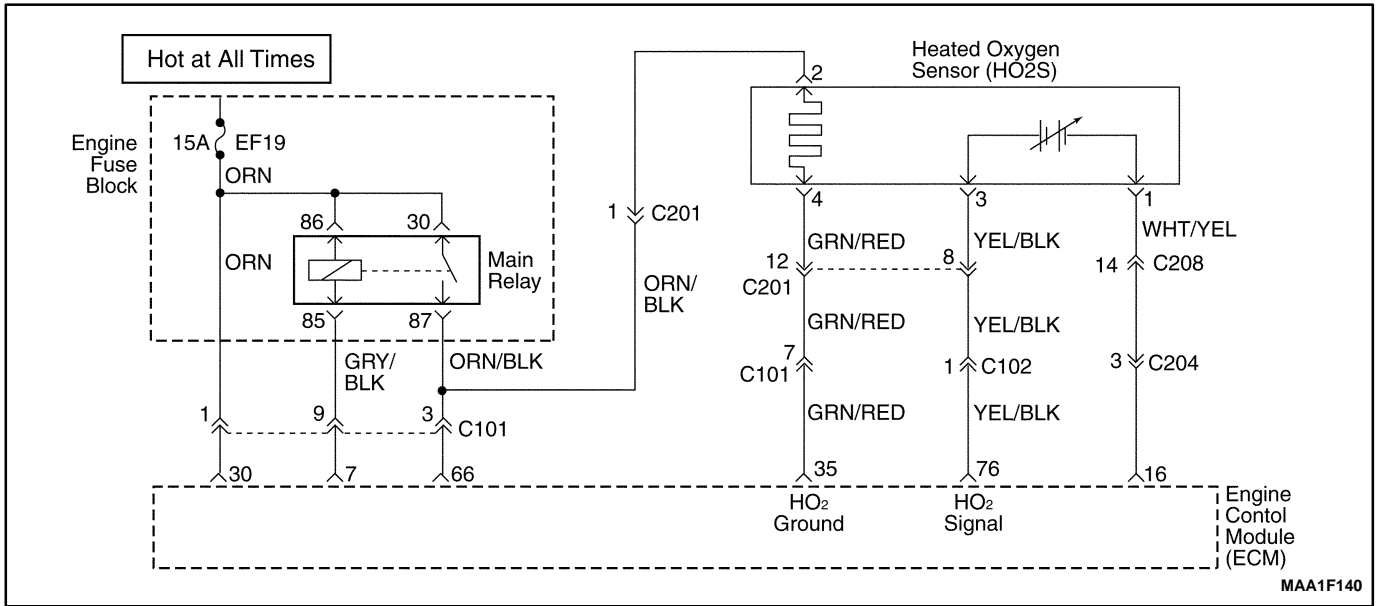 Hot at All Times
Heated Oxygen
Sensor (HO2S)
2
Engine
Fuse
Block
15A EF19
ORN
86 30
ORN
Main
Relay
85 87
1 C201
ORN/
BLK
4 3 1
GRN/RED YEL/BLK WHT/YEL
12 8 14 C208
C201
GRN/RED YEL/BLK
GRY/
BLK
ORN/BLK
7 1 C102 3 C204
C101
GRN/RED YEL/BLK
1 9 3 C101
30 7 66 35 76 16
HO2
Ground
HO2
Signal
Engine
Contol
Module
(ECM)
MAA1F140